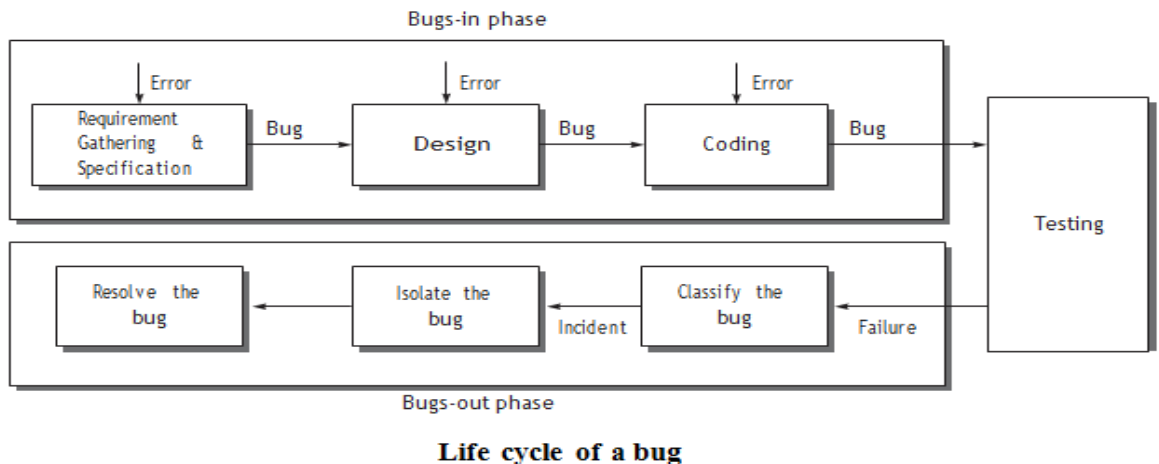 Bugs-in phase
Error
Error
Error
Requirement
Gathering &
Specification
Bug
Design
Bug
Coding
Bug
Testing
Resolve the
bug
Isolate the
bug
Incident
Classify the
bug
Failure
Bugs-out phase
Life cycle of a bug